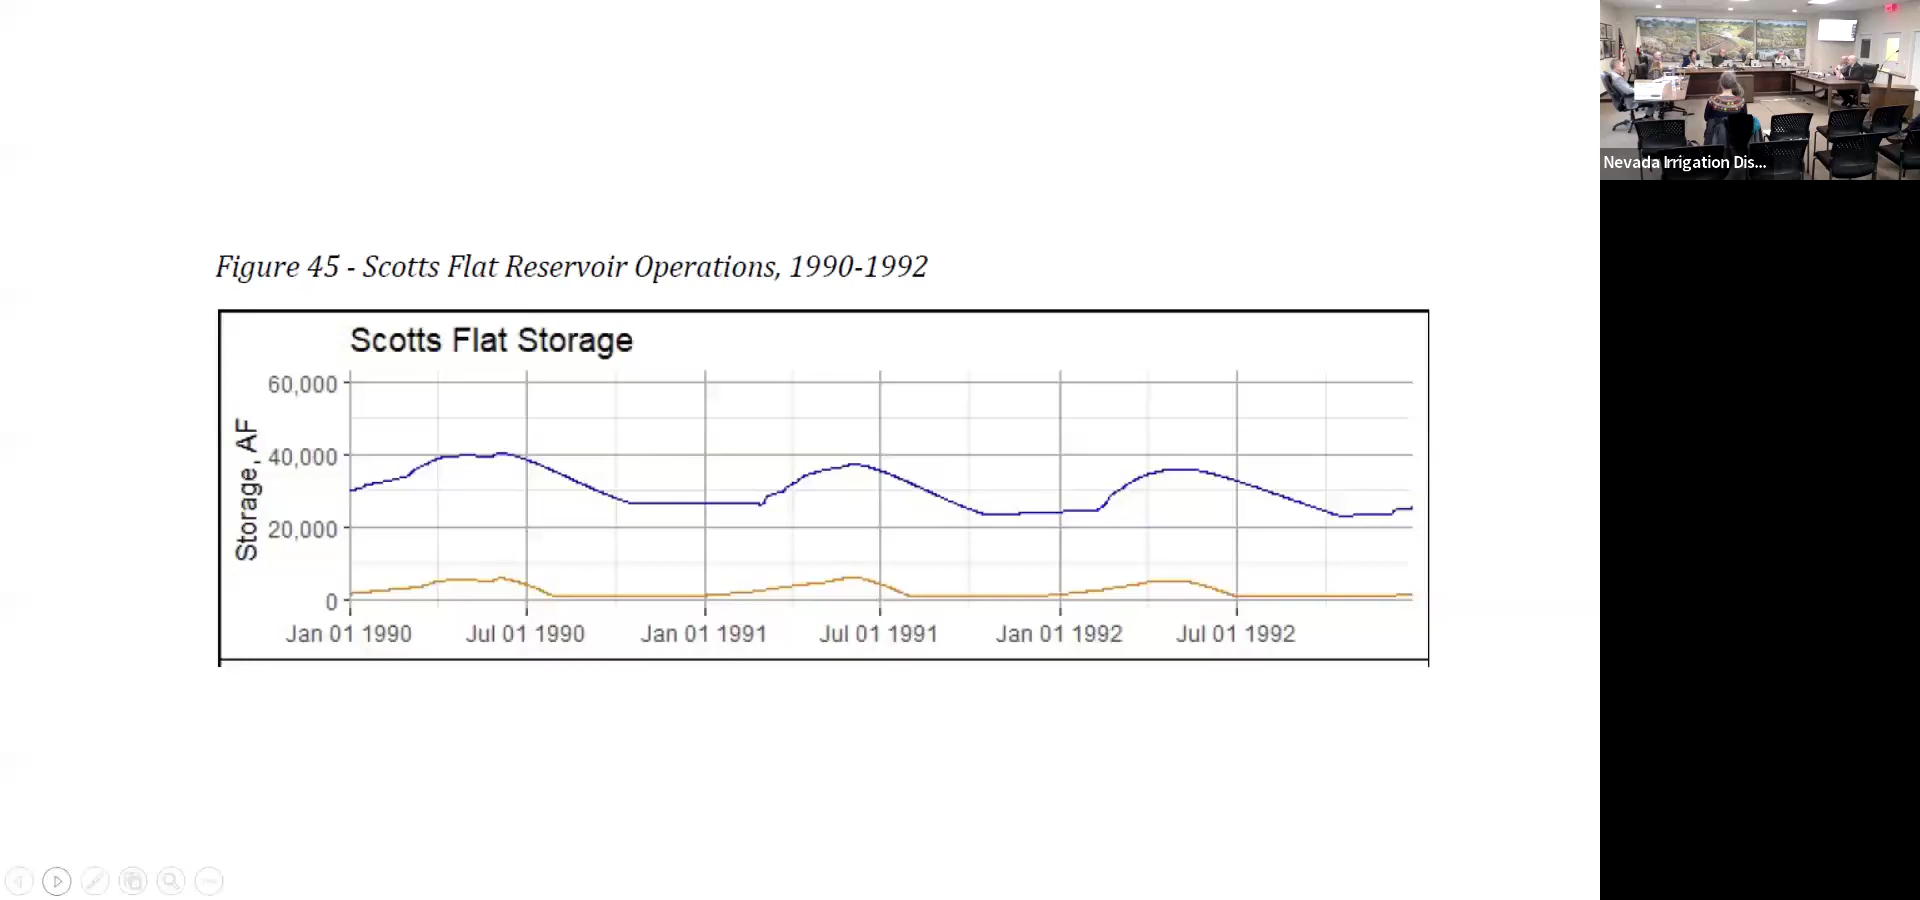 Figure 45 - Scotts Flat Reservoir Operations, 1990-1992
Scotts Flat Storage
Storage, AF
60,000
40,000
20,000
0
Jan 01 1990
Jul 01 1990
Jan 01 1991
Jul 01 1991
Jan 01 1992
Jul 01 1992
Nevada Irrigation Dis...